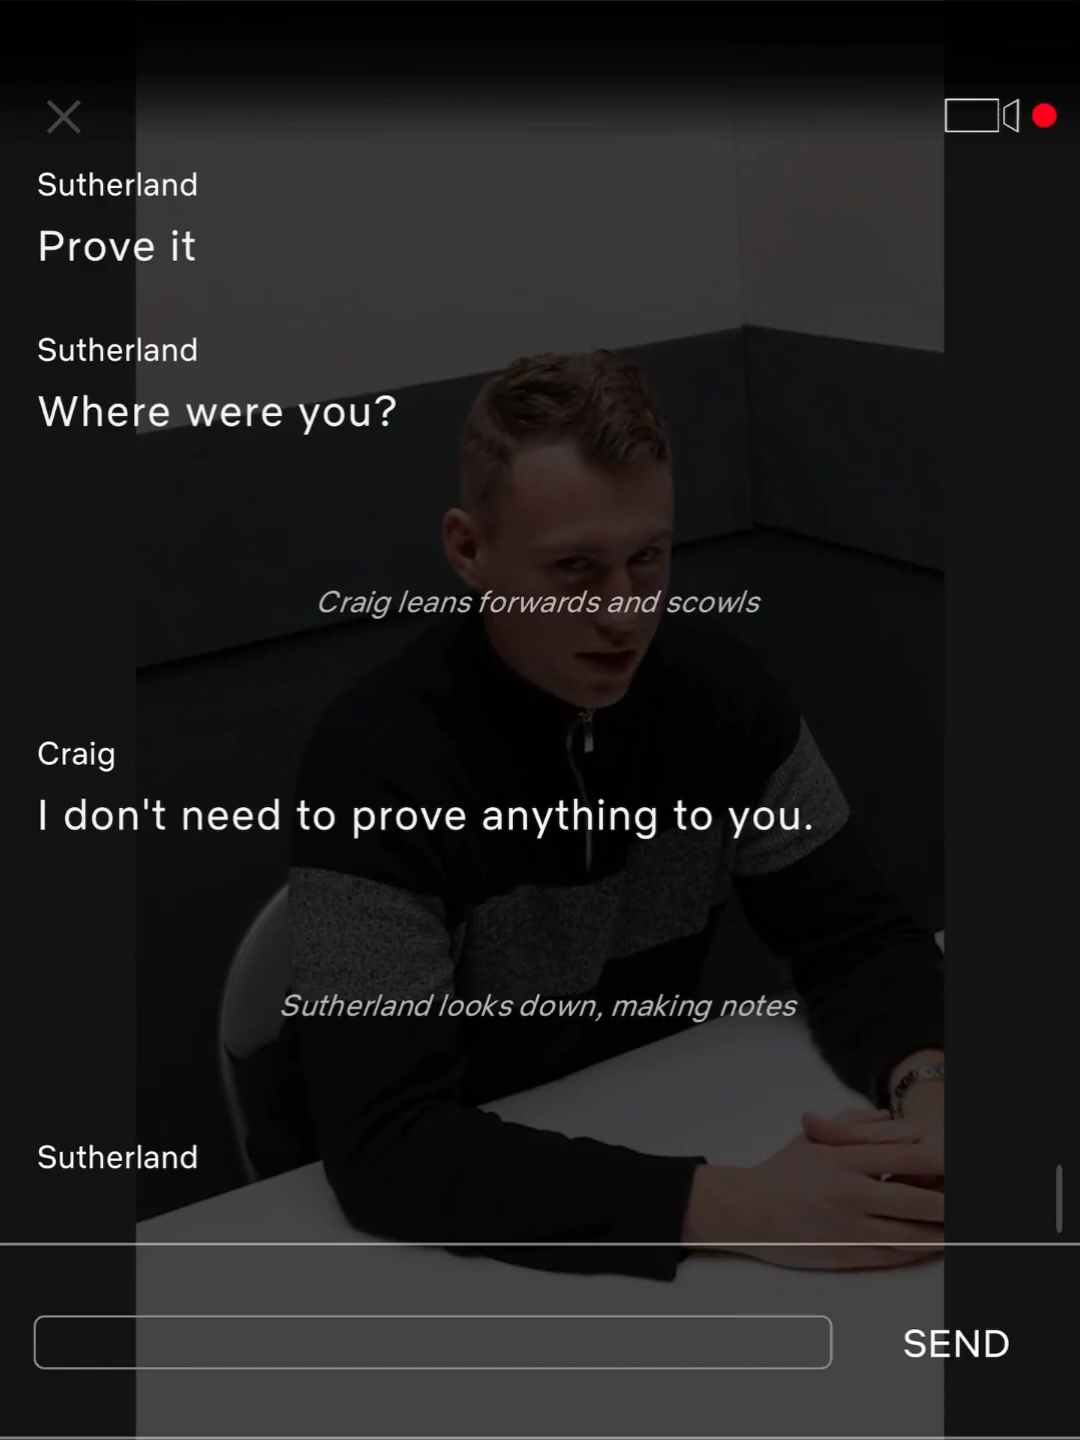 Sutherland
Prove it
Sutherland
Where were you?
Craig leans forwards and scowls
Craig
I don't need to prove anything to you.
Sutherland looks down, making notes
Sutherland
SEND